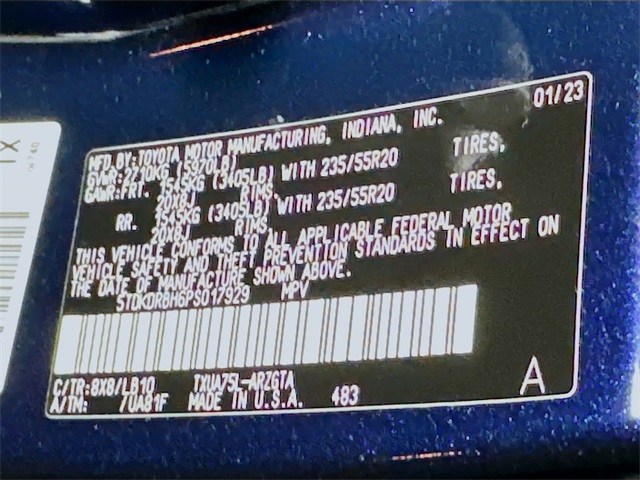 MFD.BY:TOYOTA MOTOR MANUFACTURING, INDIANA, INC. 01/23
GVWR:2710KG (5970LB)
GAWR:FRT. 1545KG (3405LB) WITH 235/55R20 TIRES,
20X8J RIMS,
RR. 1545KG (3405LB) WITH 235/55R20 TIRES,
20X8J RIMS.
THIS VEHICLE CONFORMS TO ALL APPLICABLE FEDERAL MOTOR
VEHICLE SAFETY AND THEFT PREVENTION STANDARDS IN EFFECT ON
THE DATE OF MANUFACTURE SHOWN ABOVE.
5TDKDRBH6PS017929 MPV
C/TR:8X8/LB10 TXUA75L-ARZGTA
A/TM: /UA81F MADE IN U.S.A. 483 A